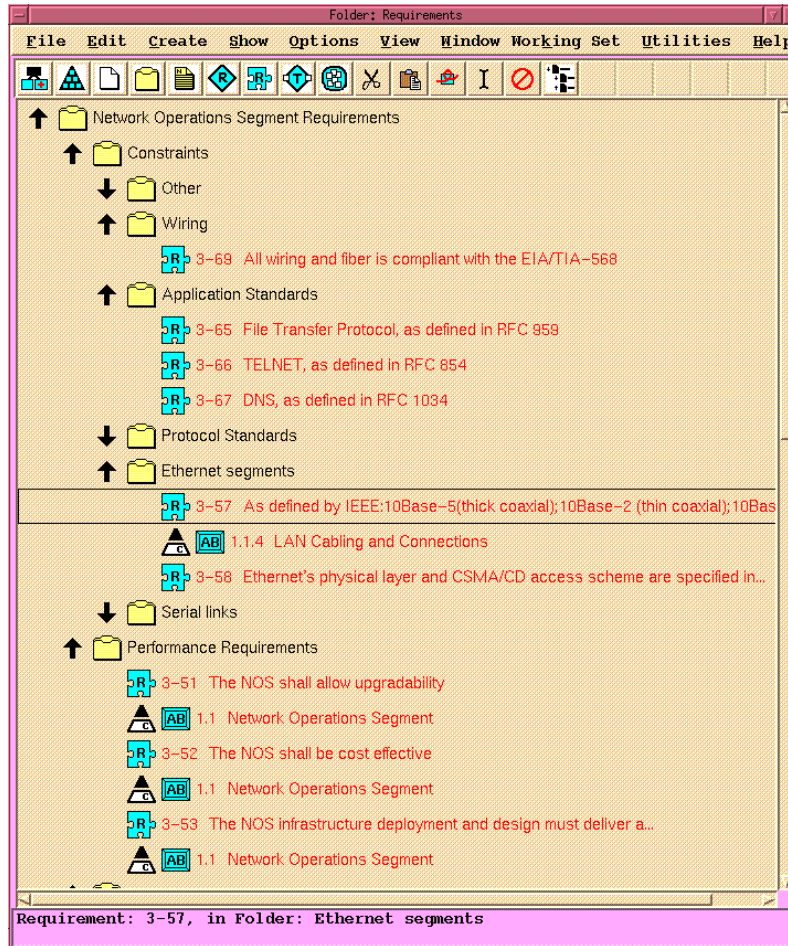 Folder: Requirements
File Edit Create Show Options View Window Working Set Utilities Help
R R T
Network Operations Segment Requirements
Constraints
Other
Wiring
R 3-69 All wiring and fiber is compliant with the EIA/TIA-568
Application Standards
R 3-65 File Transfer Protocol, as defined in RFC 959
R 3-66 TELNET, as defined in RFC 854
R 3-67 DNS, as defined in RFC 1034
Protocol Standards
Ethernet segments
R 3-57 As defined by IEEE:10Base-5(thick coaxial);10Base-2 (thin coaxial);10Bas
C AB 1.1.4 LAN Cabling and Connections
R 3-58 Ethernet's physical layer and CSMA/CD access scheme are specified in...
Serial links
Performance Requirements
R 3-51 The NOS shall allow upgradability
C AB 1.1 Network Operations Segment
R 3-52 The NOS shall be cost effective
C AB 1.1 Network Operations Segment
R 3-53 The NOS infrastructure deployment and design must deliver a...
C AB 1.1 Network Operations Segment
Requirement: 3-57, in Folder: Ethernet segments